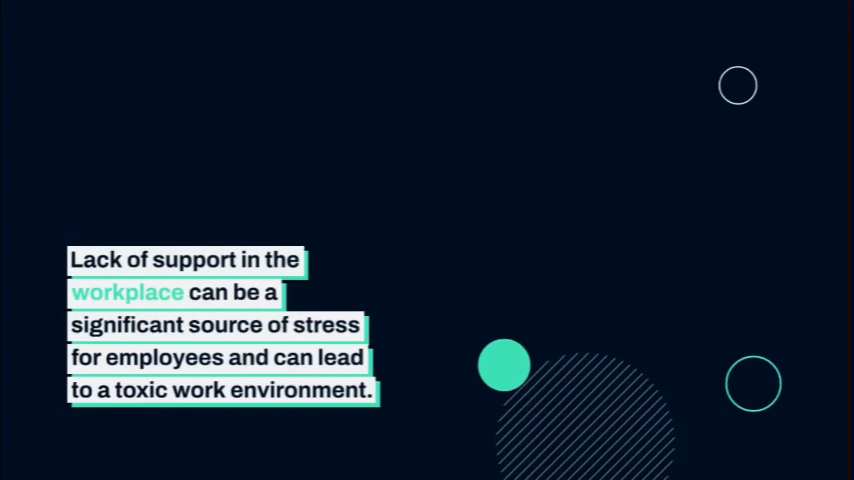 Lack of support in the
workplace can be a
significant source of stress
for employees and can lead
to a toxic work environment.